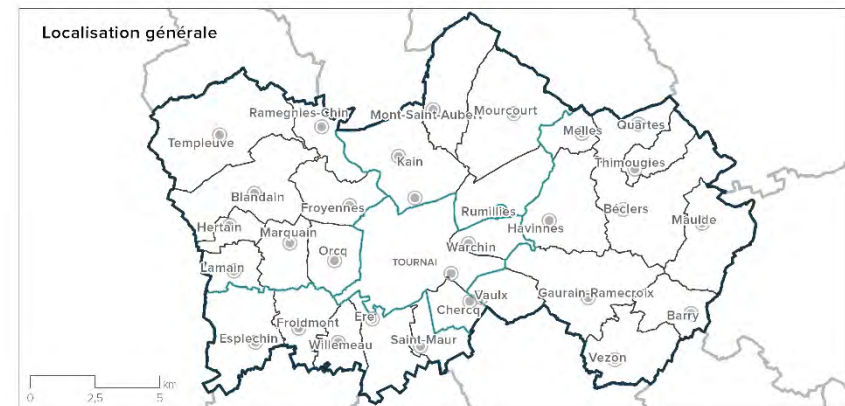 Localisation générale
Ramegnies-Chin
Mont-Saint-Aubert
Mourcourt
Templeuve
Melles
Quartes
Kain
Thimougies
Blandain
Froyennes
Rumillies
Béclers
Maulde
Hertain
Marquain
Havinnes
Orcq
Warchin
Lamain
TOURNAI
Vaulx
Gaurain-Ramecroix
Chercq
Barry
Froidmont
Ere
Esplechin
Willemeau
Saint-Maur
Vezon
km
0 2,5 5